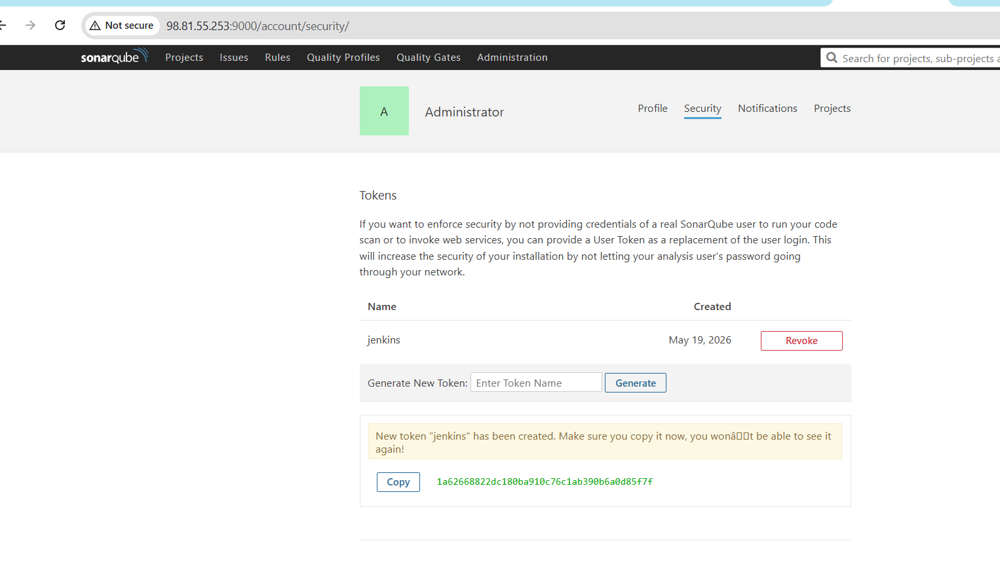 Not secure 98.81.55.253:9000/account/security/
sonarqube Projects Issues Rules Quality Profiles Quality Gates Administration Search for projects, sub-projects a
A Administrator Profile Security Notifications Projects
Tokens
If you want to enforce security by not providing credentials of a real SonarQube user to run your code
scan or to invoke web services, you can provide a User Token as a replacement of the user login. This
will increase the security of your installation by not letting your analysis user's password going
through your network.
Name Created
jenkins May 19, 2026 Revoke
Generate New Token: Enter Token Name Generate
New token "jenkins" has been created. Make sure you copy it now, you wonâ▯▯t be able to see it
again!
Copy 1a62668822dc180ba910c76c1ab390b6a0d85f7f